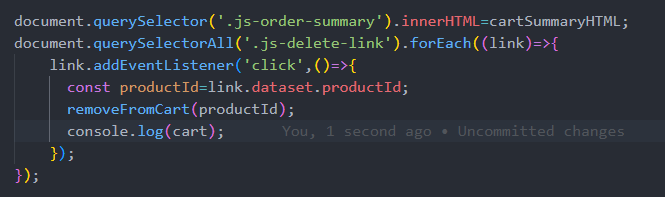 document.querySelector('.js-order-summary').innerHTML=cartSummaryHTML;
document.querySelectorAll('.js-delete-link').forEach((link)=>{
    link.addEventListener('click',()=>{
      const productId=link.dataset.productId;
      removeFromCart(productId);
      console.log(cart);       You, 1 second ago • Uncommitted changes
    });
});